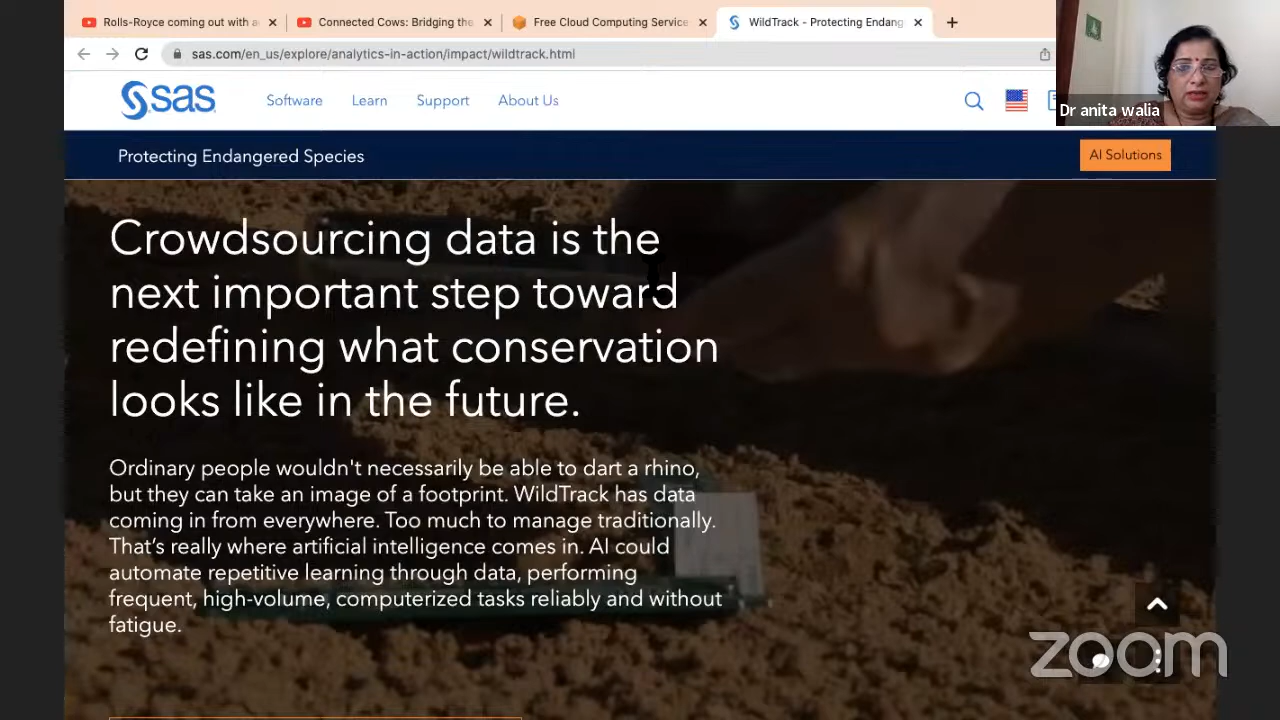 Rolls-Royce coming out with a
Connected Cows: Bridging the
Free Cloud Computing Service
WildTrack - Protecting Endang
sas.com/en_us/explore/analytics-in-action/impact/wildtrack.html
sas
Software
Learn
Support
About Us
Dr anita walia
Protecting Endangered Species
AI Solutions
Crowdsourcing data is the
next important step toward
redefining what conservation
looks like in the future.
Ordinary people wouldn't necessarily be able to dart a rhino,
but they can take an image of a footprint. WildTrack has data
coming in from everywhere. Too much to manage traditionally.
That's really where artificial intelligence comes in. AI could
automate repetitive learning through data, performing
frequent, high-volume, computerized tasks reliably and without
fatigue.
zoom